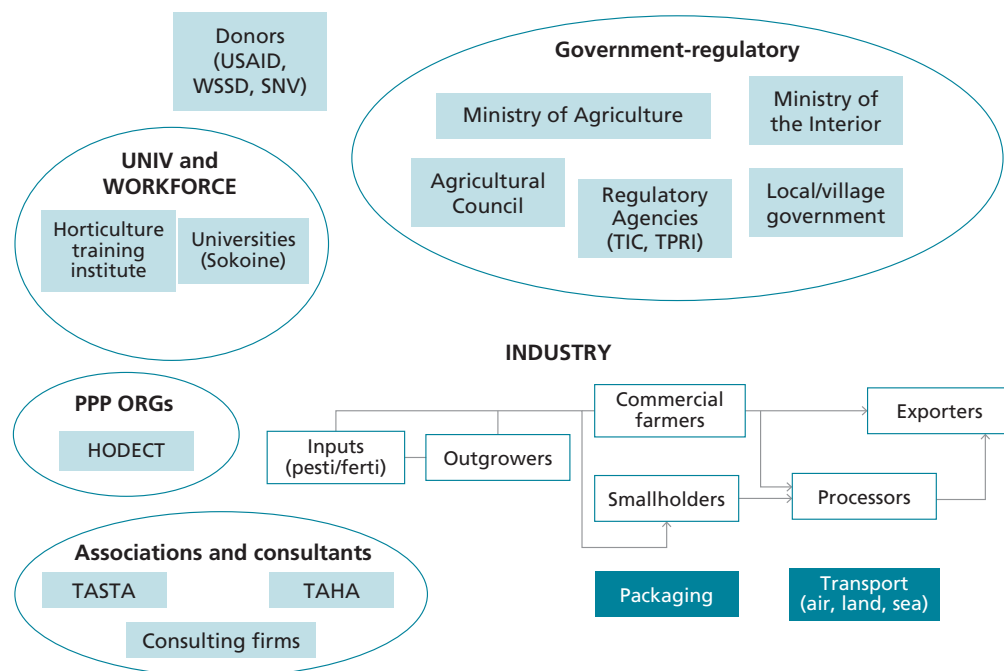 Donors
(USAID,
WSSD, SNV)
Government-regulatory
Ministry of Agriculture
Ministry of
the Interior
Agricultural
Council
Regulatory
Agencies
(TIC, TPRI)
Local/village
government
UNIV and
WORKFORCE
Horticulture
training
institute
Universities
(Sokoine)
PPP ORGs
HODECT
INDUSTRY
Inputs
(pesti/ferti)
Outgrowers
Commercial
farmers
Exporters
Smallholders
Processors
Packaging
Transport
(air, land, sea)
Associations and consultants
TASTA
TAHA
Consulting firms